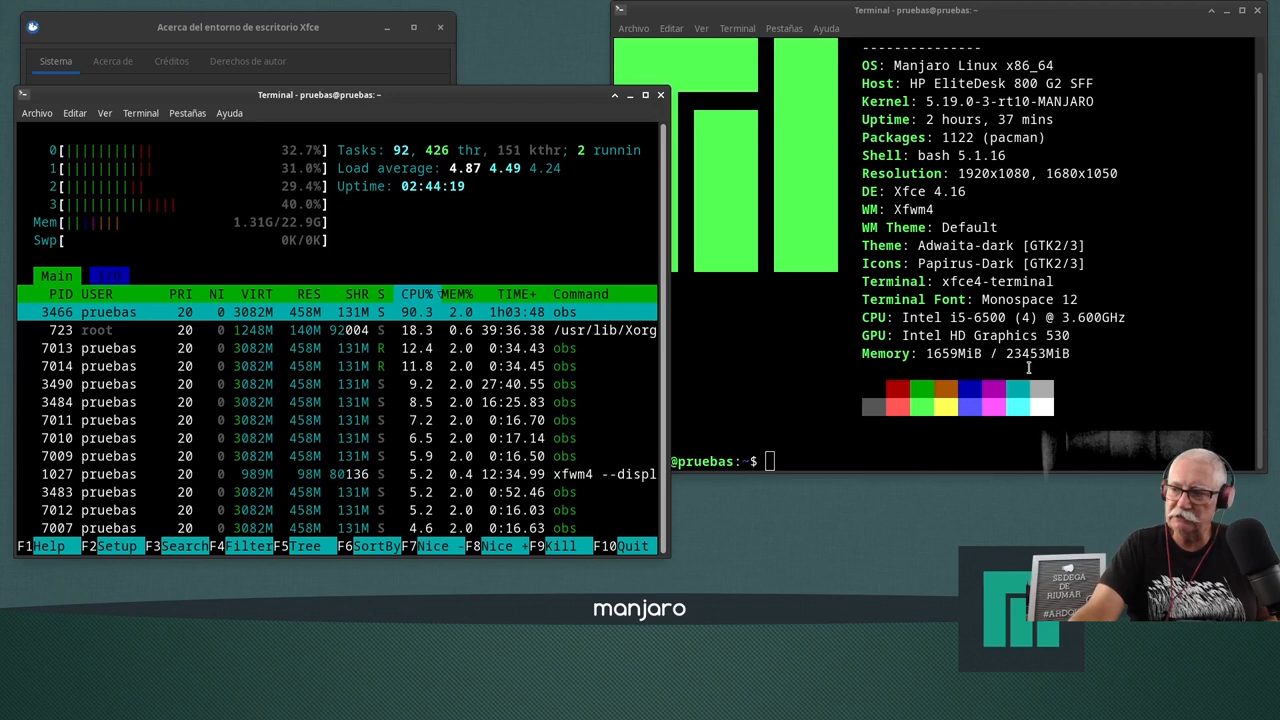 Acerca del entorno de escritorio Xfce
Sistema Acerca de Créditos Derechos de autor
Terminal - pruebas@pruebas: ~
Archivo Editar Ver Terminal Pestañas Ayuda
0[|||||||||||| 32.7%] Tasks: 92, 426 thr, 151 kthr; 2 runnin
1[|||||||||||| 31.0%] Load average: 4.87 4.49 4.24
2[||||||||||| 29.4%] Uptime: 02:44:19
3[||||||||||||||| 40.0%]
Mem[|||||||| 1.31G/22.9G]
Swp[ 0K/0K]
Main I/O
PID USER PRI NI VIRT RES SHR S CPU%▽MEM% TIME+ Command
3466 pruebas 20 0 3082M 458M 131M S 90.3 2.0 1h03:48 obs
723 root 20 0 1248M 140M 92004 S 18.3 0.6 39:36.38 /usr/lib/Xorg
7013 pruebas 20 0 3082M 458M 131M R 12.4 2.0 0:34.43 obs
7014 pruebas 20 0 3082M 458M 131M R 11.8 2.0 0:34.45 obs
3490 pruebas 20 0 3082M 458M 131M S 9.2 2.0 27:40.55 obs
3484 pruebas 20 0 3082M 458M 131M S 8.5 2.0 16:25.83 obs
7011 pruebas 20 0 3082M 458M 131M S 7.2 2.0 0:16.70 obs
7010 pruebas 20 0 3082M 458M 131M S 6.5 2.0 0:17.14 obs
7009 pruebas 20 0 3082M 458M 131M S 5.9 2.0 0:16.50 obs
1027 pruebas 20 0 989M 98M 80136 S 5.2 0.4 12:34.99 xfwm4 --displ
3483 pruebas 20 0 3082M 458M 131M S 5.2 2.0 0:52.46 obs
7012 pruebas 20 0 3082M 458M 131M S 5.2 2.0 0:16.03 obs
7007 pruebas 20 0 3082M 458M 131M S 4.6 2.0 0:16.63 obs
F1Help F2Setup F3SearchF4FilterF5Tree F6SortByF7Nice -F8Nice +F9Kill F10Quit
Terminal - pruebas@pruebas: ~
Archivo Editar Ver Terminal Pestañas Ayuda
---------------
OS: Manjaro Linux x86_64
Host: HP EliteDesk 800 G2 SFF
Kernel: 5.19.0-3-rt10-MANJARO
Uptime: 2 hours, 37 mins
Packages: 1122 (pacman)
Shell: bash 5.1.16
Resolution: 1920x1080, 1680x1050
DE: Xfce 4.16
WM: Xfwm4
WM Theme: Default
Theme: Adwaita-dark [GTK2/3]
Icons: Papirus-Dark [GTK2/3]
Terminal: xfce4-terminal
Terminal Font: Monospace 12
CPU: Intel i5-6500 (4) @ 3.600GHz
GPU: Intel HD Graphics 530
Memory: 1659MiB / 23453MiB
@pruebas:~$
manjaro
SEDEGA
DE
RIUMAR